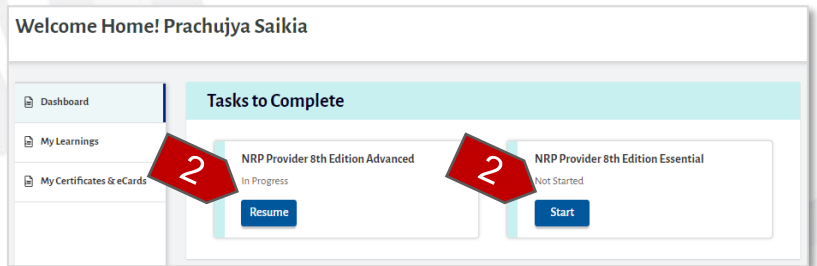 Welcome Home! Prachujya Saikia
Dashboard
My Learnings
My Certificates & eCards
Tasks to Complete
2
NRP Provider 8th Edition Advanced
In Progress
Resume
2
NRP Provider 8th Edition Essential
Not Started
Start